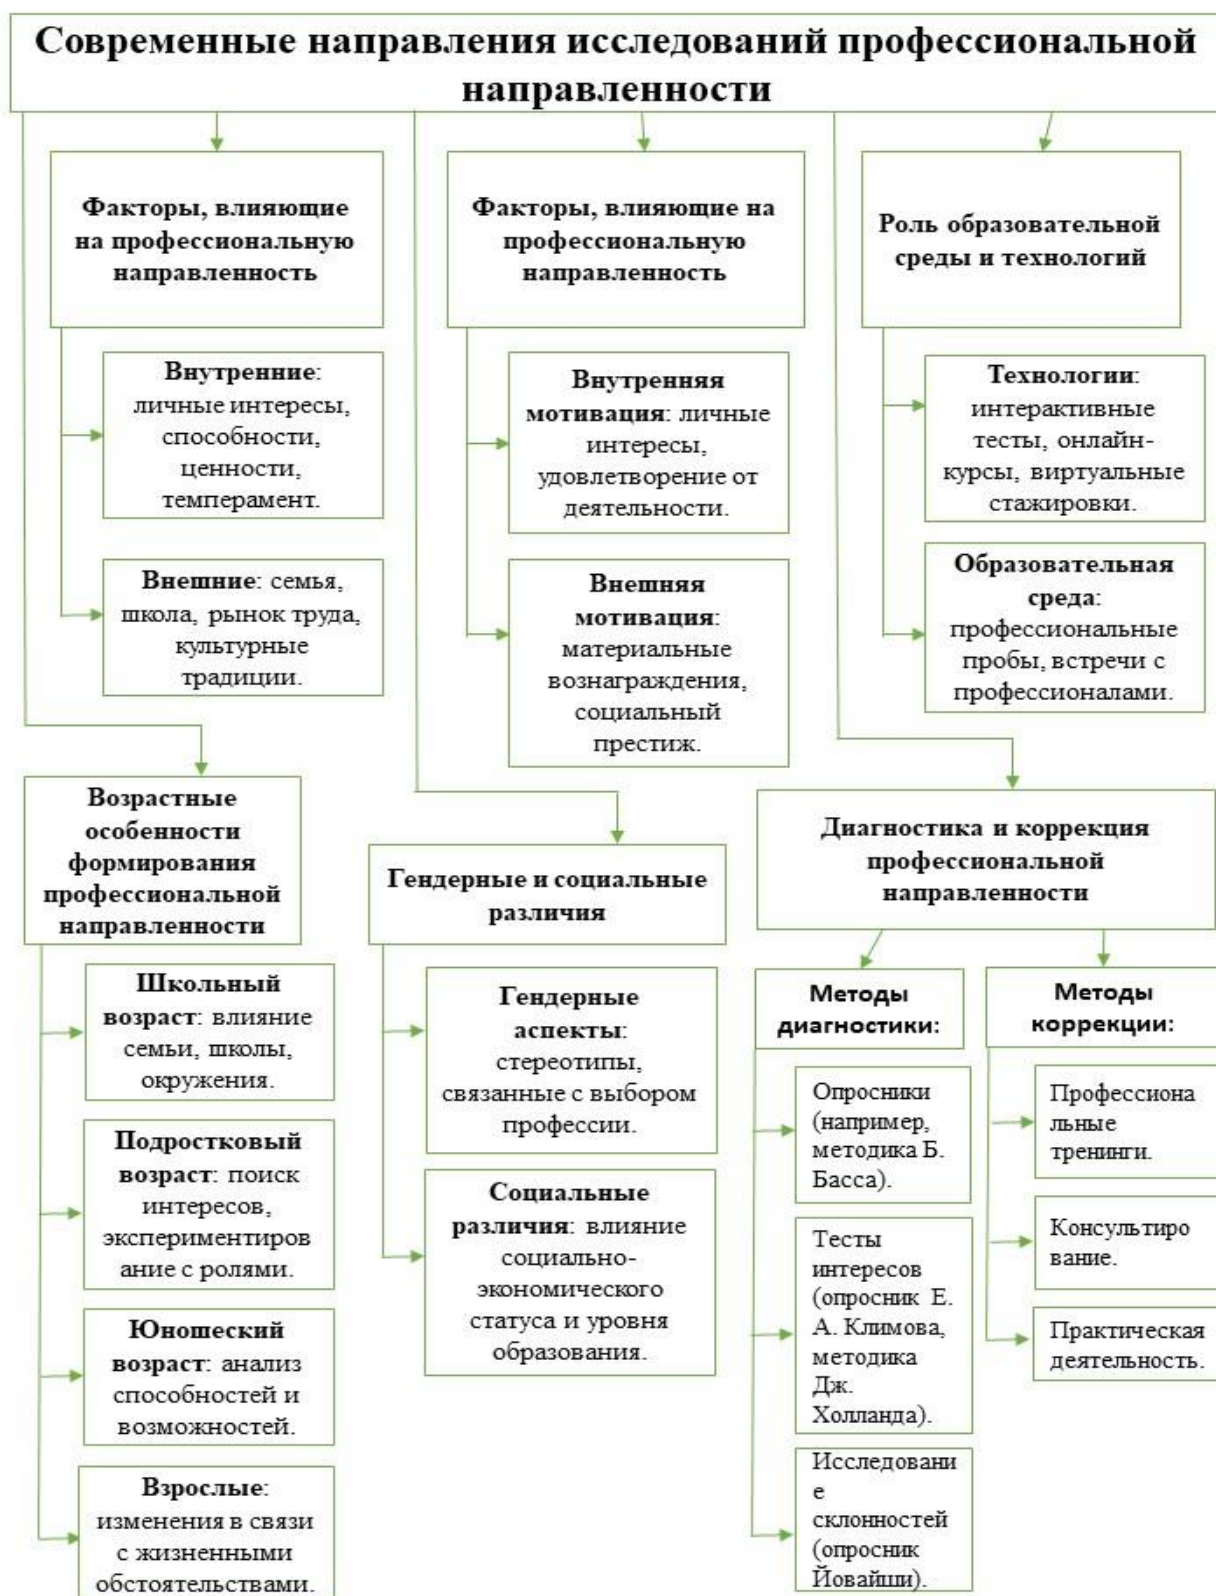 Современные направления исследований профессиональной
направленности
Факторы, влияющие
на профессиональную
направленность
Внутренние:
личные интересы,
способности,
ценности,
темперамент.
Внешние: семья,
школа, рынок труда,
культурные
традиции.
Факторы, влияющие на
профессиональную
направленность
Внутренняя
мотивация: личные
интересы,
удовлетворение от
деятельности.
Внешняя
мотивация:
материальные
вознаграждения,
социальный
престиж.
Роль образовательной
среды и технологий
Технологии:
интерактивные
тесты, онлайн-
курсы, виртуальные
стажировки.
Образовательная
среда:
профессиональные
пробы, встречи с
профессионалами.
Возрастные
особенности
формирования
профессиональной
направленности
Школьный
возраст: влияние
семьи, школы,
окружения.
Подростковый
возраст: поиск
интересов,
экспериментиров
ание с ролями.
Юношеский
возраст: анализ
способностей и
возможностей.
Взрослые:
изменения в связи
с жизненными
обстоятельствами.
Гендерные и социальные
различия
Гендерные
аспекты:
стереотипы,
связанные с выбором
профессии.
Социальные
различия: влияние
социально-
экономического
статуса и уровня
образования.
Диагностика и коррекция
профессиональной
направленности
Методы
диагностики:
Опросники
(например,
методика Б.
Басса).
Тесты
интересов
(опросник Е.
А. Климова,
методика
Дж.
Холланда).
Исследовани
е
склонностей
(опросник
Йовайши).
Методы
коррекции:
Профессиона
льные
тренинги.
Консультиро
вание.
Практическая
деятельность.